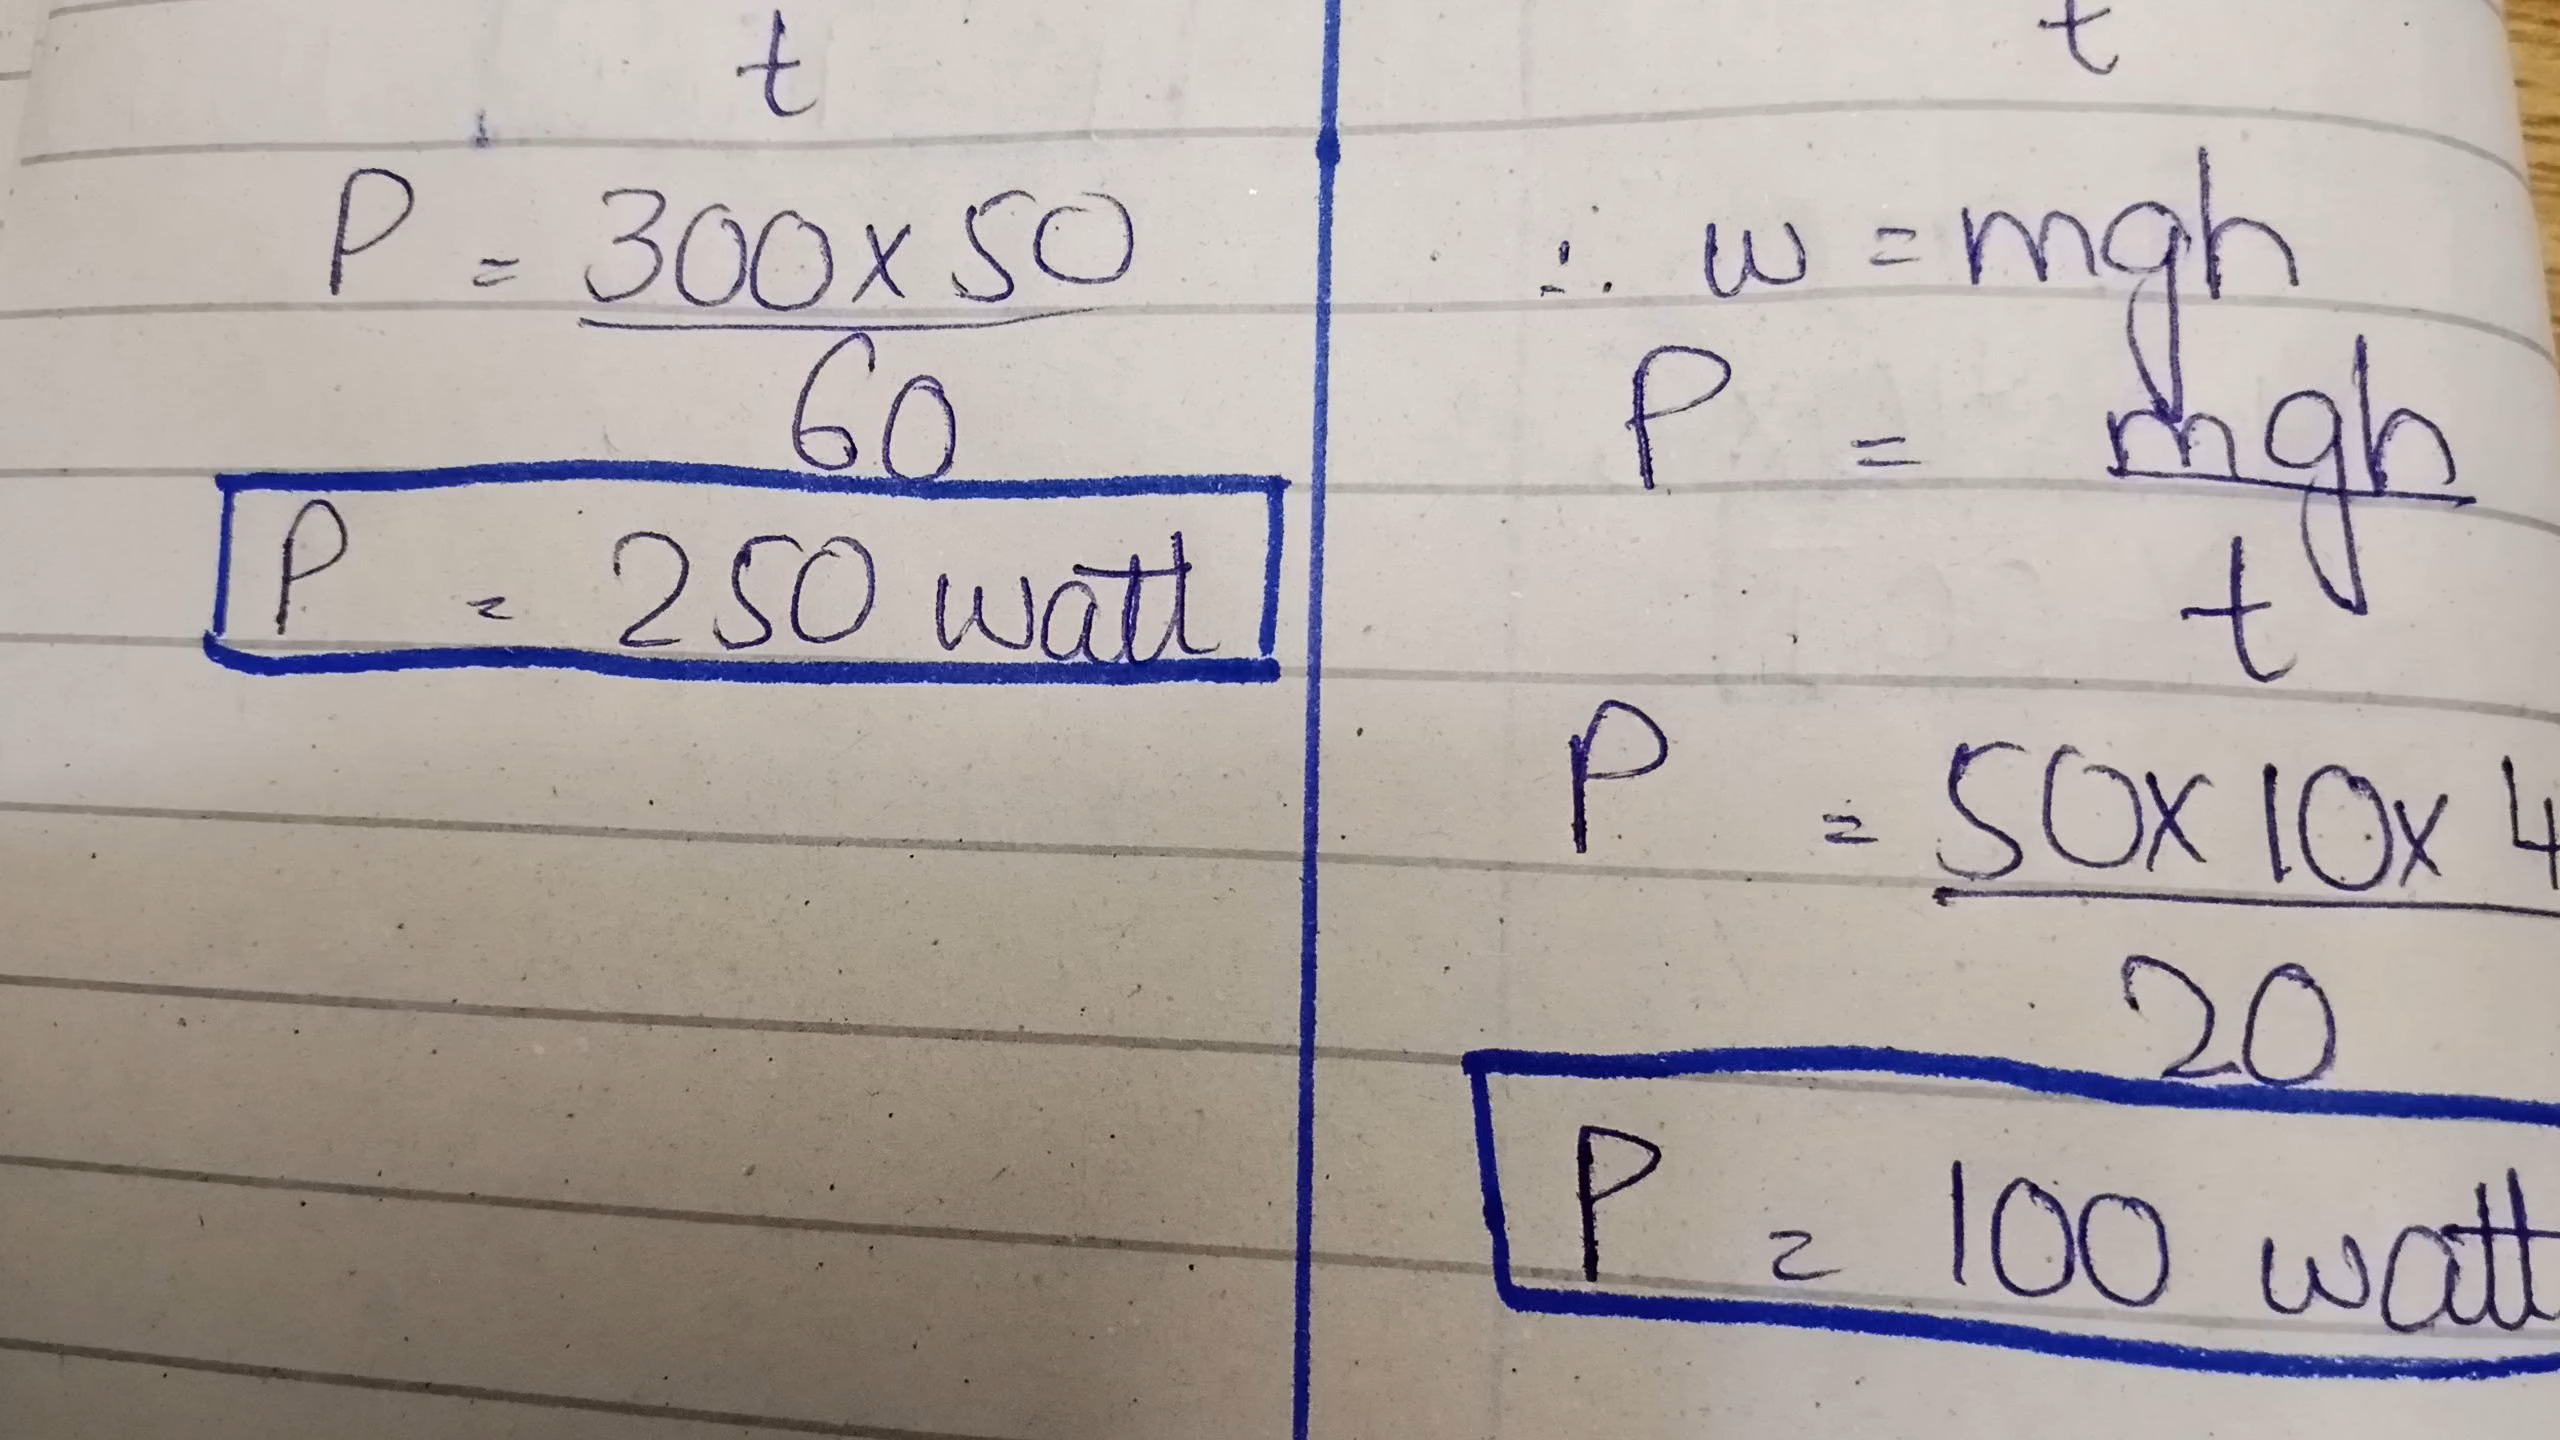 t
P = 300 x 50
60
P = 250 watt
t
∴ w = mgh
P = mgh
t
P = 50 x 10 x 4
20
P = 100 watt